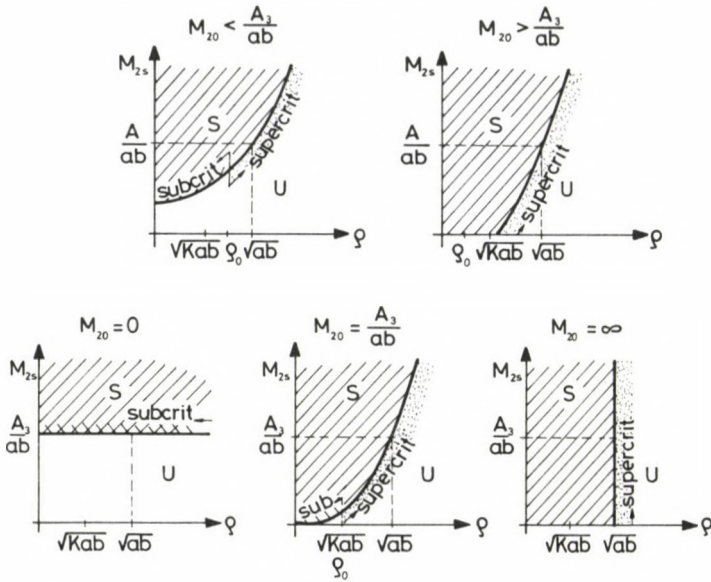 M₂₀ < A₃/ab
M₂ₛ
A/ab
S
subcrit
supercrit
U
√Kab ϱ₀ √ab ϱ
M₂₀ > A₃/ab
M₂ₛ
A/ab
S
supercrit
U
ϱ₀ √Kab √ab ϱ
M₂₀ = 0
M₂ₛ
S
subcrit
A₃/ab
U
√Kab √ab ϱ
M₂₀ = A₃/ab
M₂ₛ
S
A₃/ab
sub
supercrit
U
√Kab √ab ϱ
ϱ₀
M₂₀ = ∞
M₂ₛ
S
A₃/ab
supercrit
U
√Kab √ab ϱ